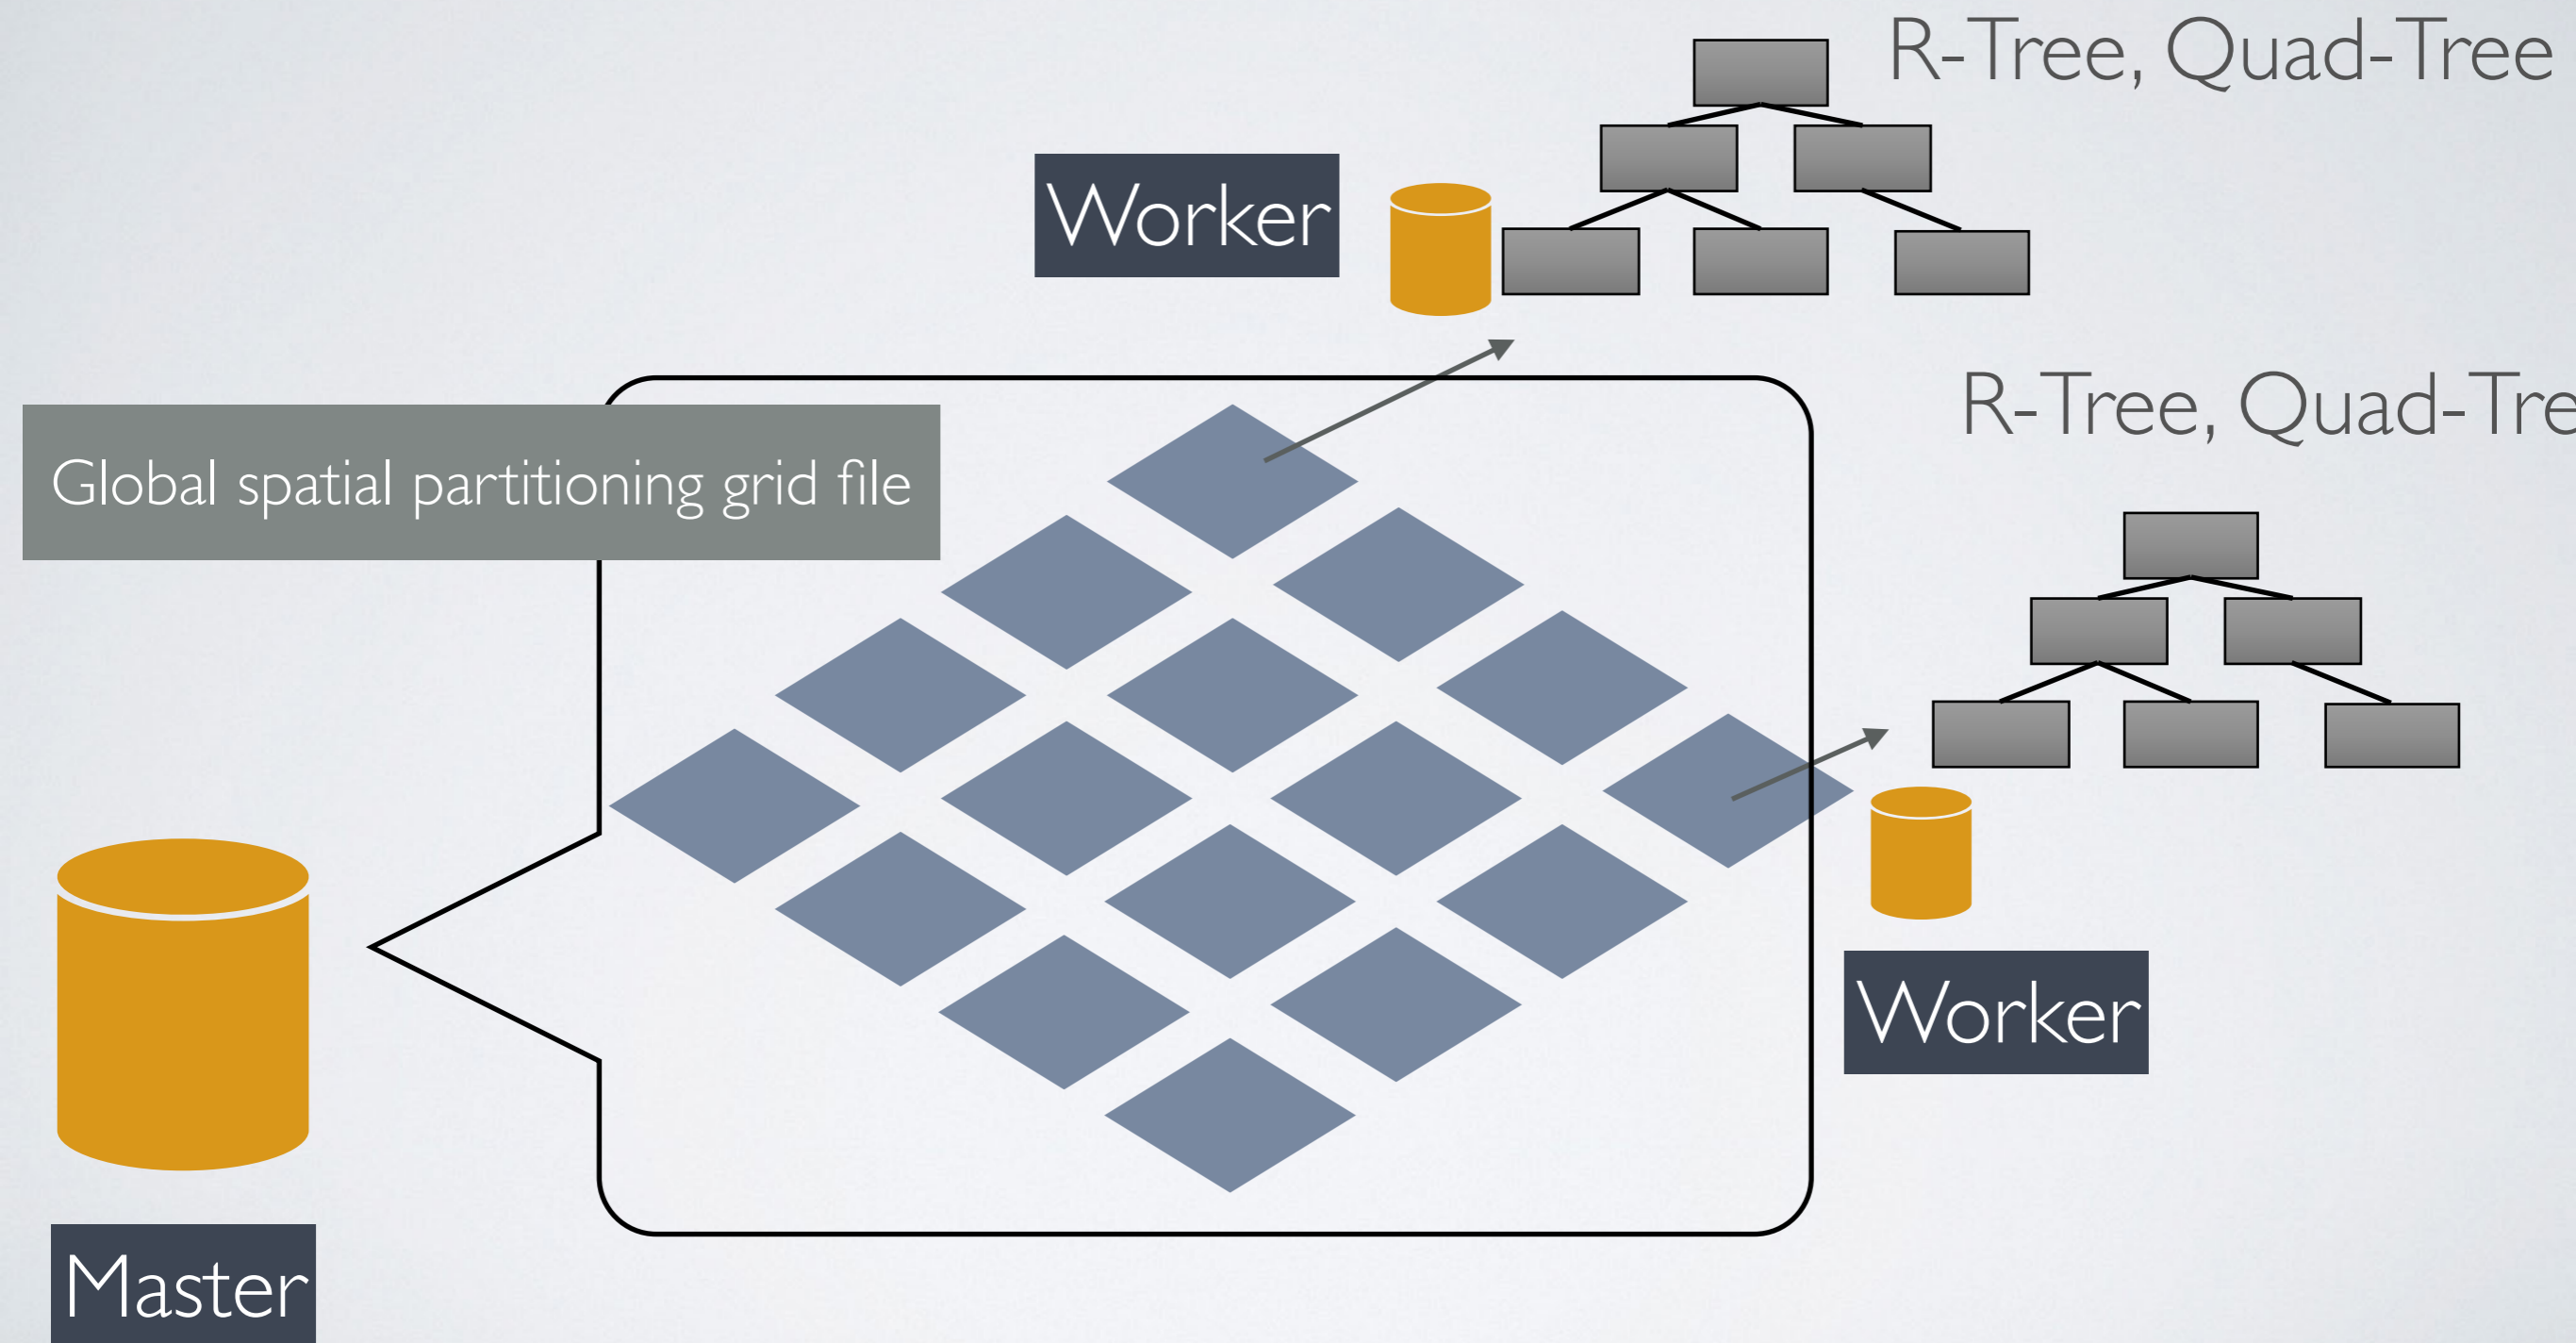 R-Tree, Quad-Tree
Worker
R-Tree, Quad-Tre
Global spatial partitioning grid file
Worker
Master